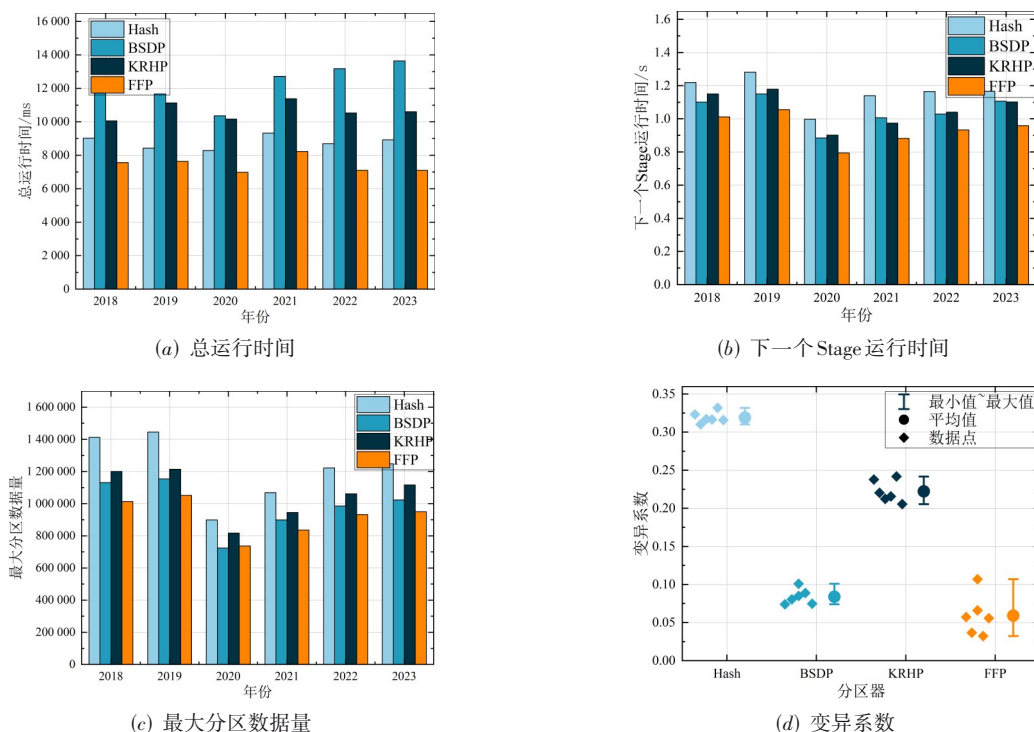 总运行时间/ms
16 000
14 000
12 000
10 000
8 000
6 000
4 000
2 000
0
Hash
BSDP
KRHP
FFP
2018 2019 2020 2021 2022 2023
年份
(a) 总运行时间
下一个Stage运行时间/s
1.6
1.4
1.2
1.0
0.8
0.6
0.4
0.2
0.0
Hash
BSDP
KRHP
FFP
2018 2019 2020 2021 2022 2023
年份
(b) 下一个Stage运行时间
最大分区数据量
1 600 000
1 400 000
1 200 000
1 000 000
800 000
600 000
400 000
200 000
0
Hash
BSDP
KRHP
FFP
2018 2019 2020 2021 2022 2023
年份
(c) 最大分区数据量
变异系数
0.35
0.30
0.25
0.20
0.15
0.10
0.05
0.00
最小值~最大值
平均值
数据点
Hash BSDP KRHP FFP
分区器
(d) 变异系数